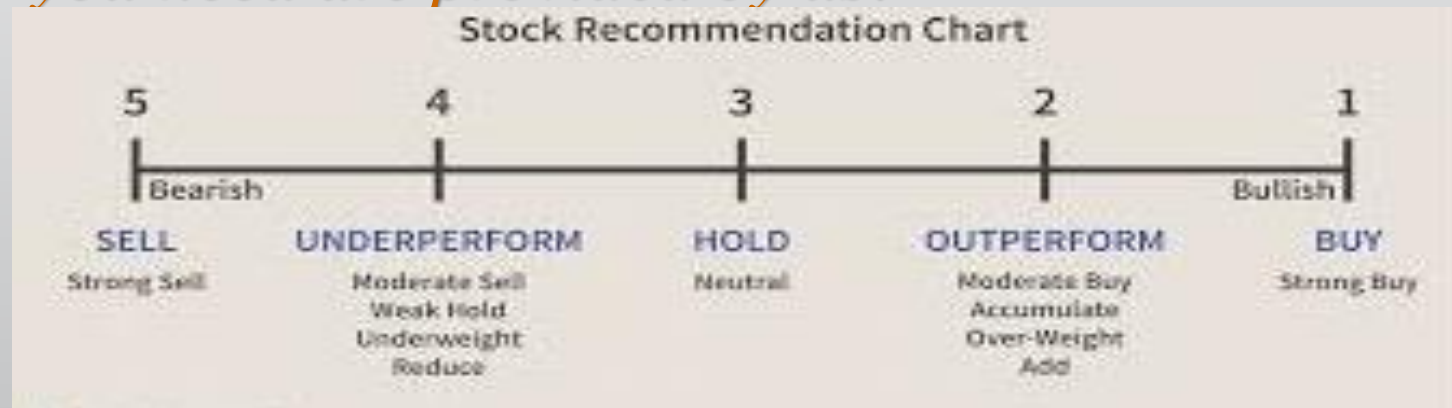 Stock Recommendation Chart
5 4 3 2 1
Bearish Bullish
SELL UNDERPERFORM HOLD OUTPERFORM BUY
Strong Sell Moderate Sell Neutral Moderate Buy Strong Buy
Weak Hold Accumulate
Underweight Over-Weight
Reduce Add